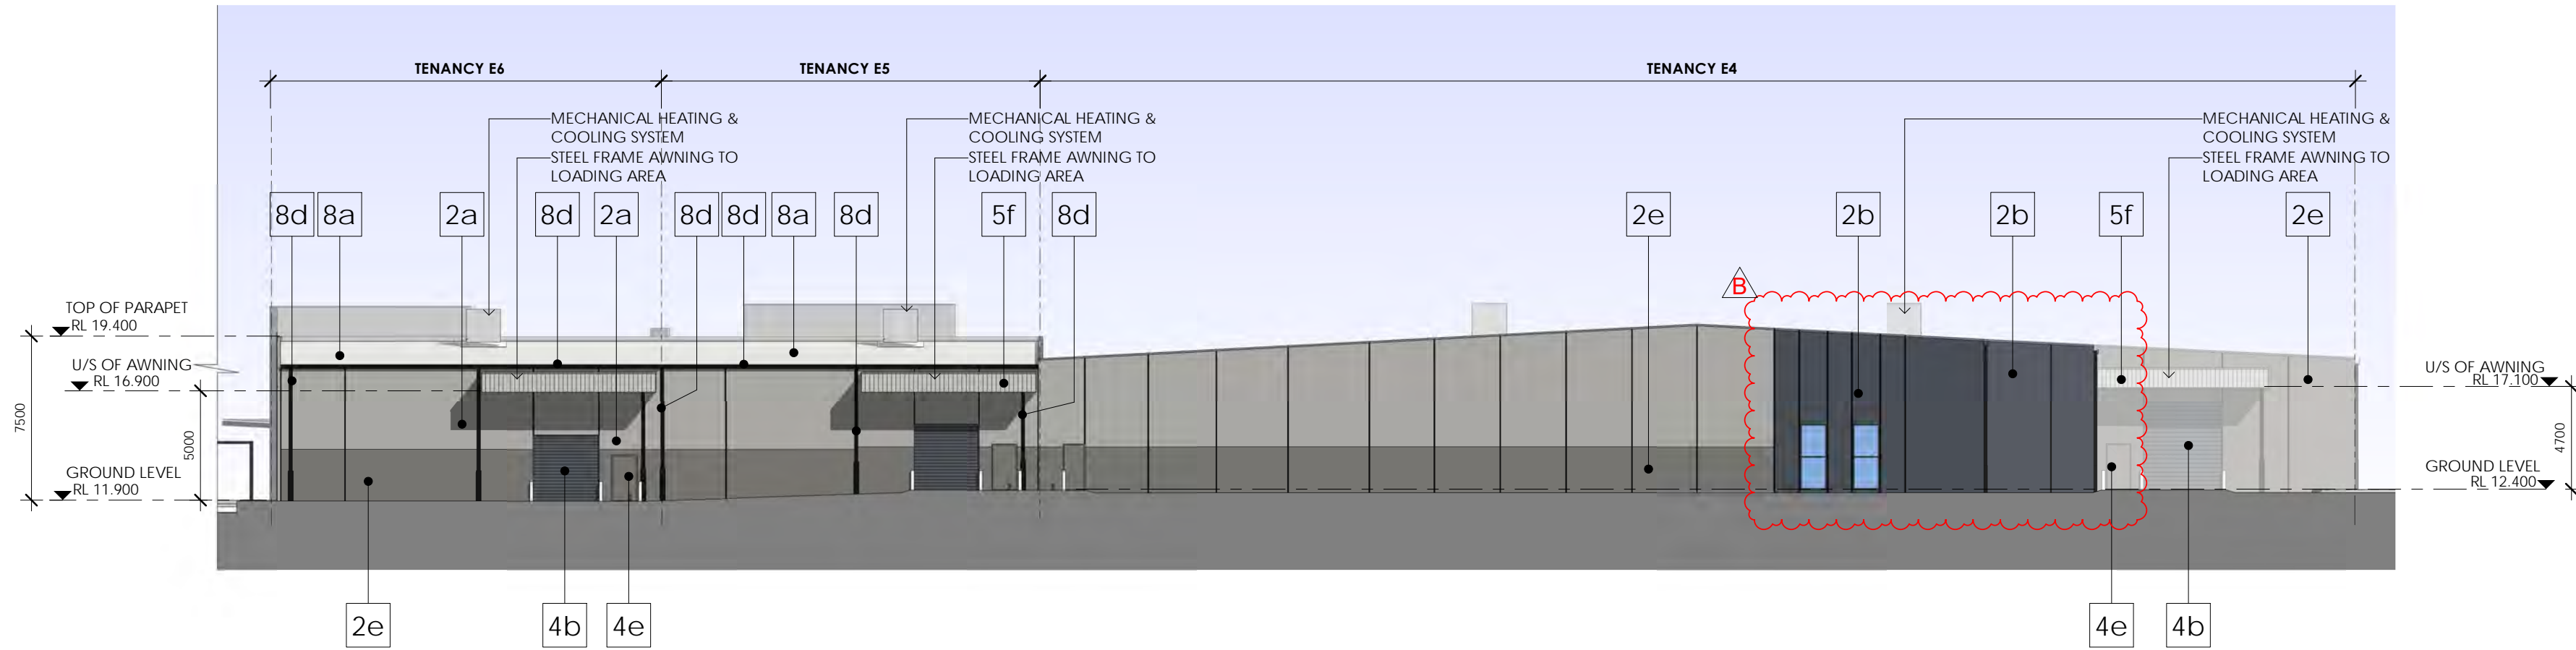 TENANCY E6
TENANCY E5
TENANCY E4
MECHANICAL HEATING &
COOLING SYSTEM
STEEL FRAME AWNING TO
LOADING AREA
MECHANICAL HEATING &
COOLING SYSTEM
STEEL FRAME AWNING TO
LOADING AREA
MECHANICAL HEATING &
COOLING SYSTEM
STEEL FRAME AWNING TO
LOADING AREA
8d 8a 2a 8d 2a 8d 8d 8a 8d 5f 8d 2e 2b 2b 5f 2e
B
TOP OF PARAPET
RL 19.400
U/S OF AWNING
RL 16.900
7500
5000
GROUND LEVEL
RL 11.900
U/S OF AWNING
RL 17.100
4700
GROUND LEVEL
RL 12.400
2e 4b 4e 4e 4b